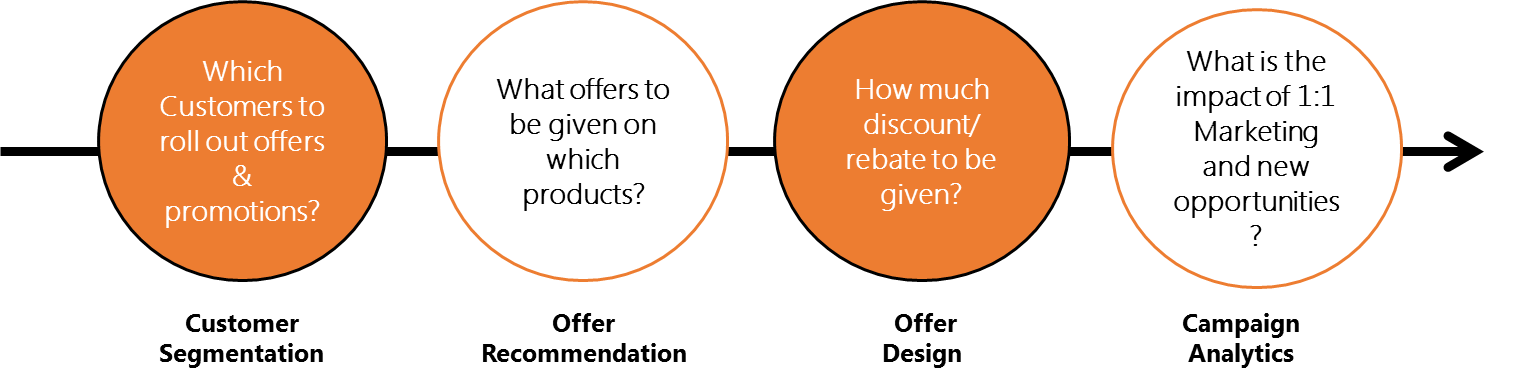 Which
Customers to
roll out offers
&
promotions?
What offers to
be given on
which
products?
How much
discount/
rebate to be
given?
What is the
impact of 1:1
Marketing
and new
opportunities
?
Customer
Segmentation
Offer
Recommendation
Offer
Design
Campaign
Analytics